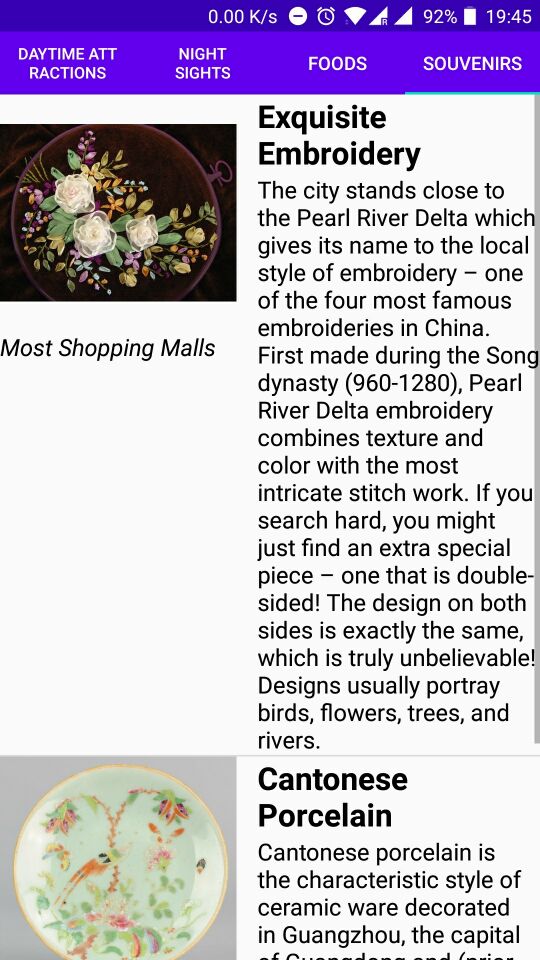 0.00 K/s 92% 19:45
DAYTIME ATT
RACTIONS
NIGHT
SIGHTS
FOODS
SOUVENIRS
Exquisite
Embroidery
The city stands close to
the Pearl River Delta which
gives its name to the local
style of embroidery – one
of the four most famous
embroideries in China.
First made during the Song
dynasty (960-1280), Pearl
River Delta embroidery
combines texture and
color with the most
intricate stitch work. If you
search hard, you might
just find an extra special
piece – one that is double-
sided! The design on both
sides is exactly the same,
which is truly unbelievable!
Designs usually portray
birds, flowers, trees, and
rivers.
Most Shopping Malls
Cantonese
Porcelain
Cantonese porcelain is
the characteristic style of
ceramic ware decorated
in Guangzhou, the capital
of Guangdong and (prior